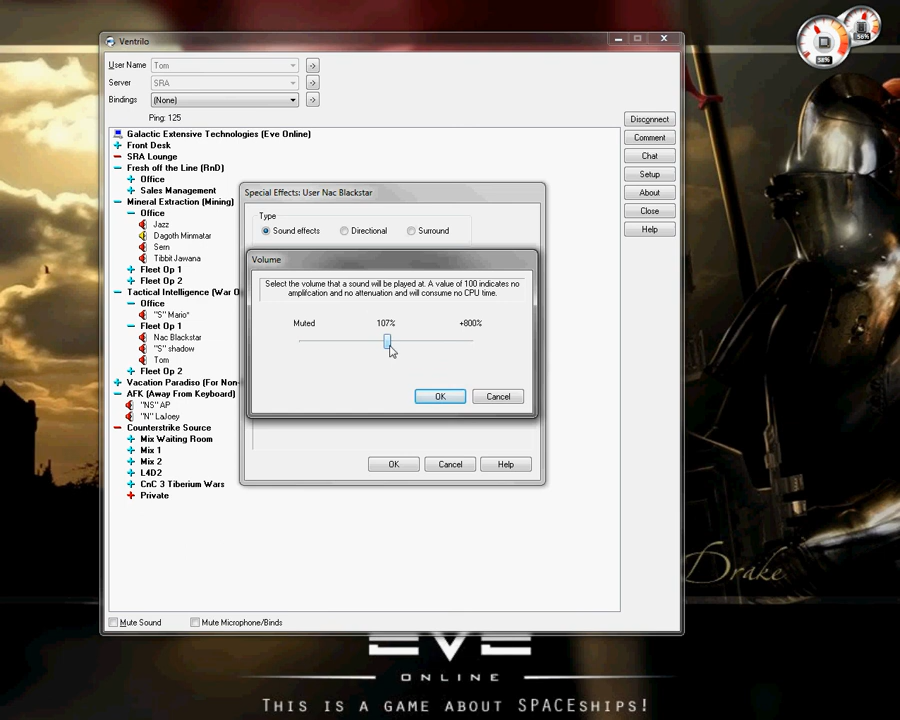 Ventrilo
User Name Tom
Server SRA
Bindings (None)
Ping: 125
Galactic Extensive Technologies (Eve Online)
Front Desk
SRA Lounge
Fresh off the Line (RnD)
Office
Sales Management
Mineral Extraction (Mining)
Office
Jazz
Dagoth Minmatar
Sern
Tibbit Jawana
Fleet Op 1
Fleet Op 2
Tactical Intelligence (War O
Office
"S" Mario*
Fleet Op 1
Nac Blackstar
"S" shadow
Tom
Fleet Op 2
Vacation Paradiso (For Non-
AFK (Away From Keyboard)
"NS" AP
"N" LaJoey
Counterstrike Source
Mix Waiting Room
Mix 1
Mix 2
L4D2
CnC 3 Tiberium Wars
Private
Mute Sound
Mute Microphone/Binds
Disconnect
Comment
Chat
Setup
About
Close
Help
Special Effects: User Nac Blackstar
Type
Sound effects Directional Surround
Volume
Select the volume that a sound will be played at. A value of 100 indicates no
amplifcation and no attenuation and will consume no CPU time.
Muted 107% +800%
OK Cancel
OK Cancel Help
38%
56%
Drake
EVE
ONLINE
THIS IS A GAME ABOUT SPACESHIPS!